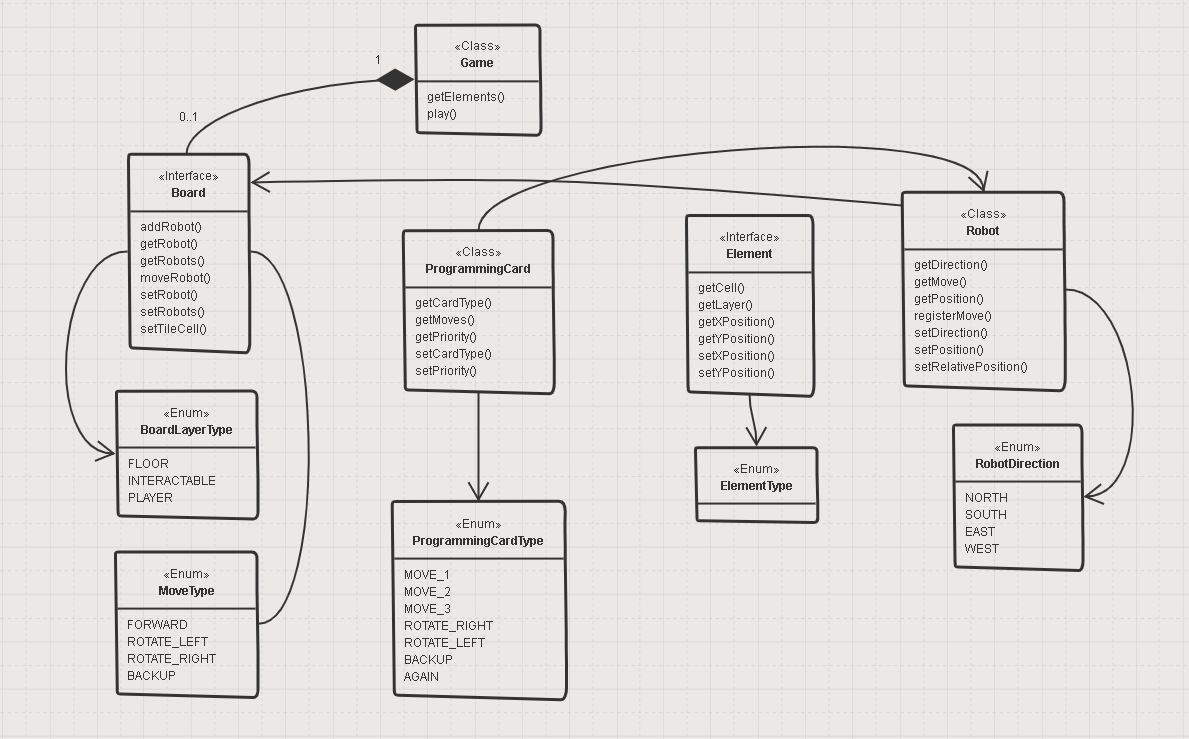 «Class»
Game
getElements()
play()
1
0..1
«Interface»
Board
addRobot()
getRobot()
getRobots()
moveRobot()
setRobot()
setRobots()
setTileCell()
«Class»
ProgrammingCard
getCardType()
getMoves()
getPriority()
setCardType()
setPriority()
«Interface»
Element
getCell()
getLayer()
getXPosition()
getYPosition()
setXPosition()
setYPosition()
«Class»
Robot
getDirection()
getMove()
getPosition()
registerMove()
setDirection()
setPosition()
setRelativePosition()
«Enum»
BoardLayerType
FLOOR
INTERACTABLE
PLAYER
«Enum»
MoveType
FORWARD
ROTATE_LEFT
ROTATE_RIGHT
BACKUP
«Enum»
ProgrammingCardType
MOVE_1
MOVE_2
MOVE_3
ROTATE_RIGHT
ROTATE_LEFT
BACKUP
AGAIN
«Enum»
ElementType
«Enum»
RobotDirection
NORTH
SOUTH
EAST
WEST